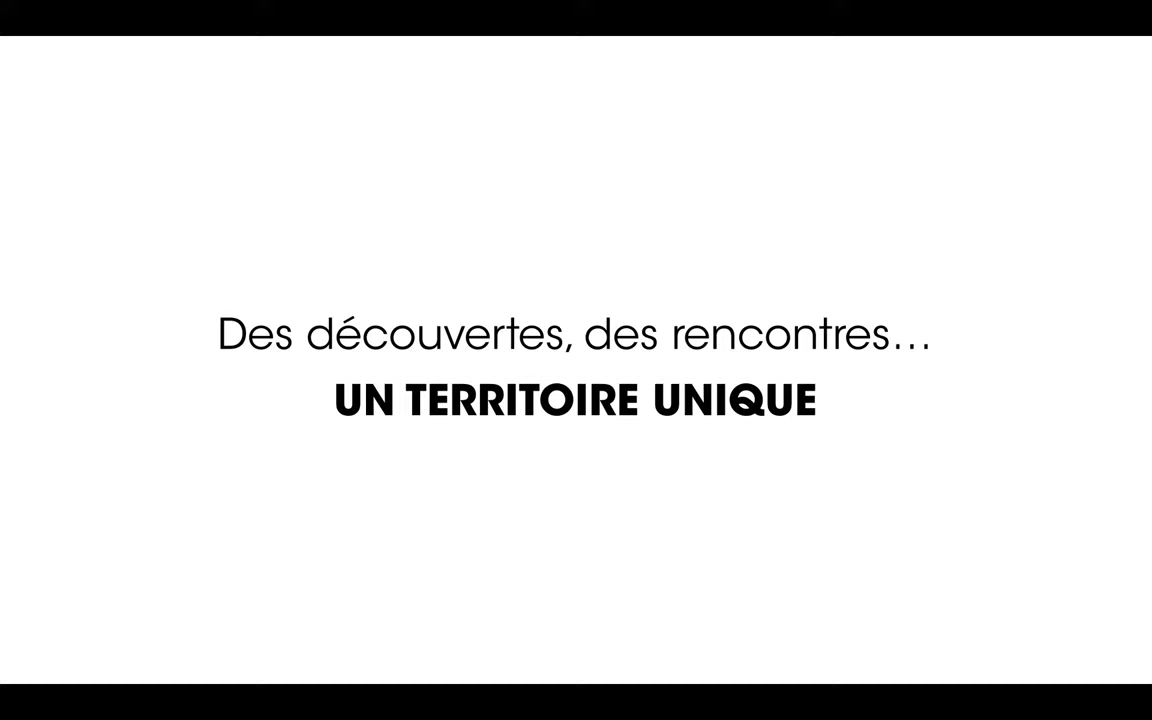 Des découvertes, des rencontres…
UN TERRITOIRE UNIQUE